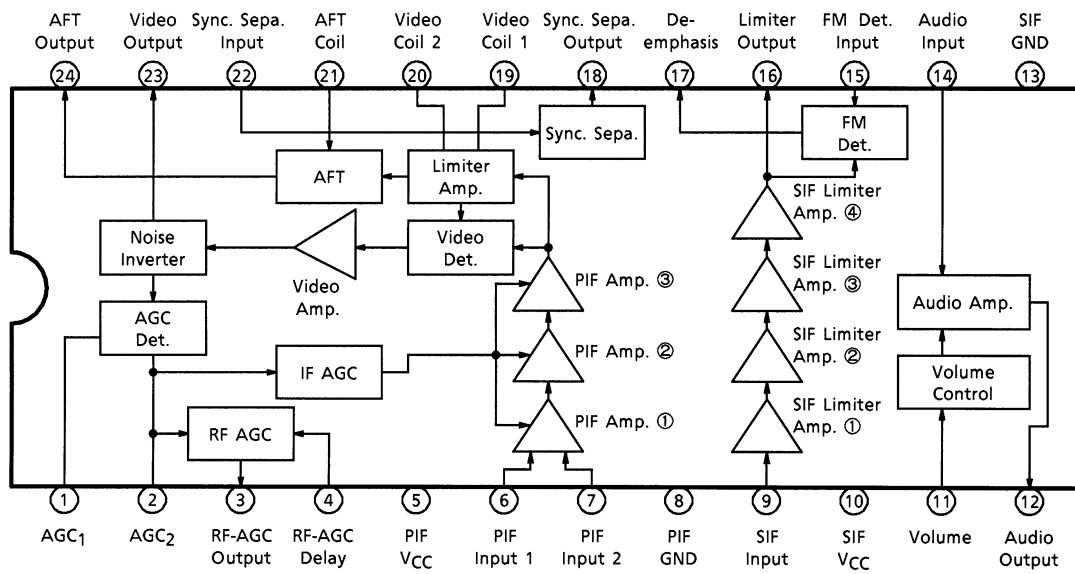 AFT Output
Video Output
Sync. Sepa. Input
AFT Coil
Video Coil 2
Video Coil 1
Sync. Sepa. Output
De-emphasis
Limiter Output
FM Det. Input
Audio Input
SIF GND
24
23
22
21
20
19
18
17
16
15
14
13
Sync. Sepa.
FM Det.
AFT
Limiter Amp.
SIF Limiter Amp. ④
Noise Inverter
Video Amp.
Video Det.
PIF Amp. ③
SIF Limiter Amp. ③
Audio Amp.
AGC Det.
IF AGC
PIF Amp. ②
SIF Limiter Amp. ②
Volume Control
RF AGC
PIF Amp. ①
SIF Limiter Amp. ①
1
2
3
4
5
6
7
8
9
10
11
12
AGC1
AGC2
RF-AGC Output
RF-AGC Delay
PIF VCC
PIF Input 1
PIF Input 2
PIF GND
SIF Input
SIF VCC
Volume
Audio Output